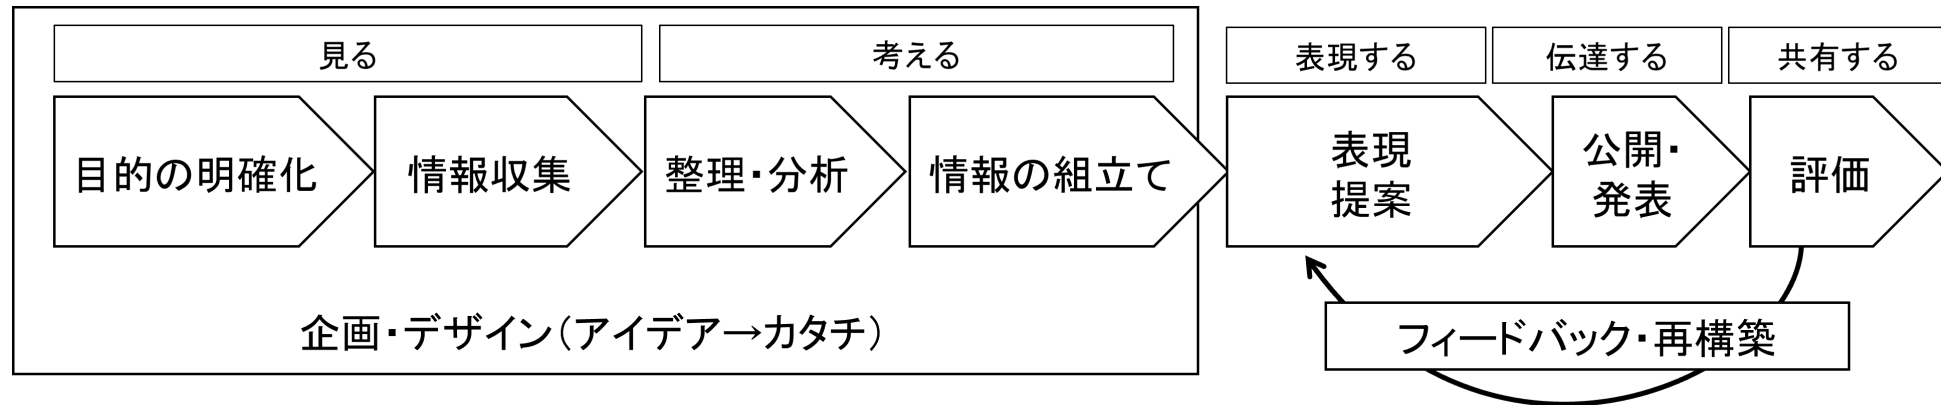 見る
考える
表現する
伝達する
共有する
目的の明確化
情報収集
整理・分析
情報の組立て
表現
提案
公開・
発表
評価
企画・デザイン(アイデア→カタチ)
フィードバック・再構築